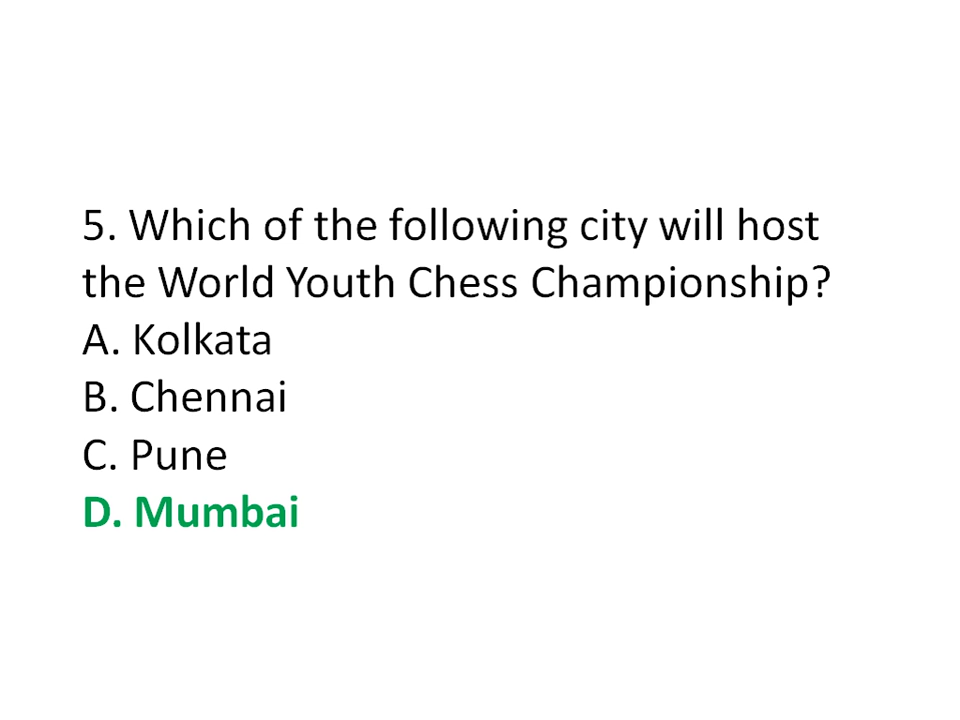 5. Which of the following city will host
the World Youth Chess Championship?
A. Kolkata
B. Chennai
C. Pune
D. Mumbai